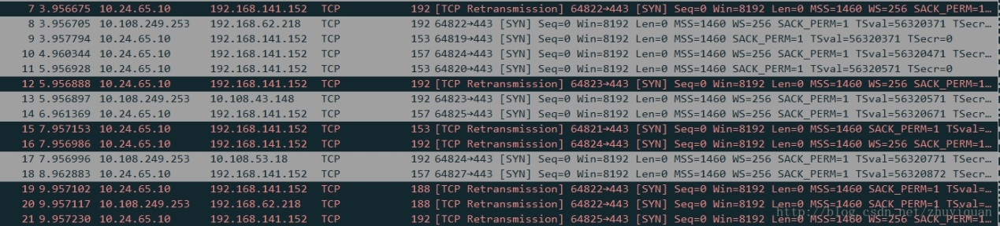 7 3.956675 10.24.65.10 192.168.141.152 TCP 192 [TCP Retransmission] 64822→443 [SYN] Seq=0 Win=8192 Len=0 MSS=1460 WS=256 SACK_PERM=1…
8 3.956705 10.108.249.253 192.168.62.218 TCP 192 64822→443 [SYN] Seq=0 Win=8192 Len=0 MSS=1460 WS=256 SACK_PERM=1 TSval=56320371 TSecr…
9 3.957794 10.24.65.10 192.168.141.152 TCP 153 64819→443 [SYN] Seq=0 Win=8192 Len=0 MSS=1460 SACK_PERM=1 TSval=56320371 TSecr=0
10 4.960344 10.24.65.10 192.168.141.152 TCP 157 64824→443 [SYN] Seq=0 Win=8192 Len=0 MSS=1460 WS=256 SACK_PERM=1 TSval=56320471 TSecr…
11 5.956928 10.24.65.10 192.168.141.152 TCP 153 64820→443 [SYN] Seq=0 Win=8192 Len=0 MSS=1460 SACK_PERM=1 TSval=56320571 TSecr=0
12 5.956888 10.24.65.10 192.168.141.152 TCP 192 [TCP Retransmission] 64823→443 [SYN] Seq=0 Win=8192 Len=0 MSS=1460 WS=256 SACK_PERM=1…
13 5.956897 10.108.249.253 10.108.43.148 TCP 192 64823→443 [SYN] Seq=0 Win=8192 Len=0 MSS=1460 WS=256 SACK_PERM=1 TSval=56320571 TSecr…
14 6.961369 10.24.65.10 192.168.141.152 TCP 157 64825→443 [SYN] Seq=0 Win=8192 Len=0 MSS=1460 WS=256 SACK_PERM=1 TSval=56320671 TSecr…
15 7.957153 10.24.65.10 192.168.141.152 TCP 153 [TCP Retransmission] 64821→443 [SYN] Seq=0 Win=8192 Len=0 MSS=1460 SACK_PERM=1 TSval=…
16 7.956986 10.24.65.10 192.168.141.152 TCP 192 [TCP Retransmission] 64824→443 [SYN] Seq=0 Win=8192 Len=0 MSS=1460 WS=256 SACK_PERM=1…
17 7.956996 10.108.249.253 10.108.53.18 TCP 192 64824→443 [SYN] Seq=0 Win=8192 Len=0 MSS=1460 WS=256 SACK_PERM=1 TSval=56320771 TSecr…
18 8.962883 10.24.65.10 192.168.141.152 TCP 157 64827→443 [SYN] Seq=0 Win=8192 Len=0 MSS=1460 WS=256 SACK_PERM=1 TSval=56320872 TSecr…
19 9.957102 10.24.65.10 192.168.141.152 TCP 188 [TCP Retransmission] 64822→443 [SYN] Seq=0 Win=8192 Len=0 MSS=1460 SACK_PERM=1 TSval=…
20 9.957117 10.108.249.253 192.168.62.218 TCP 188 [TCP Retransmission] 64822→443 [SYN] Seq=0 Win=8192 Len=0 MSS=1460 SACK_PERM=1 TSval=…
21 9.957230 10.24.65.10 192.168.141.152 TCP 192 [TCP Retransmission] 64825→443 [SYN] Seq=0 Win=8192 Len=0 MSS=1460 WS=256 SACK_PERM=1…
http://blog.csdn.net/zhuyiquan